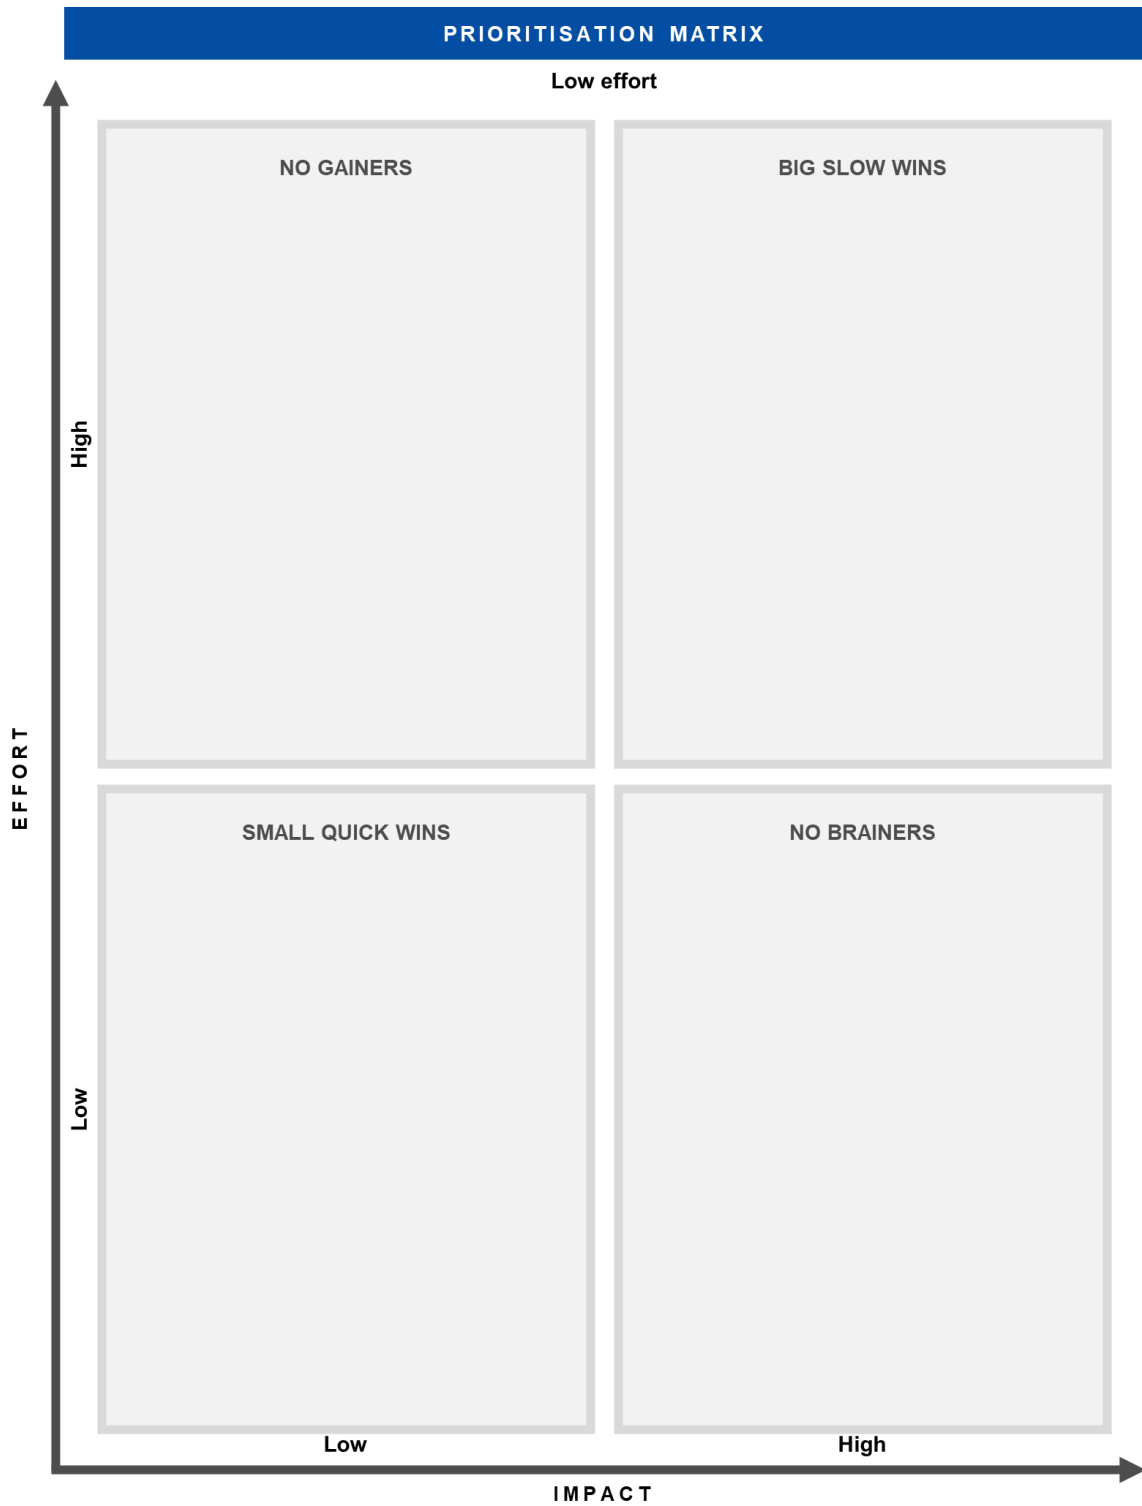 PRIORITISATION MATRIX
Low effort
NO GAINERS
BIG SLOW WINS
High
EFFORT
SMALL QUICK WINS
NO BRAINERS
Low
Low
High
IMPACT